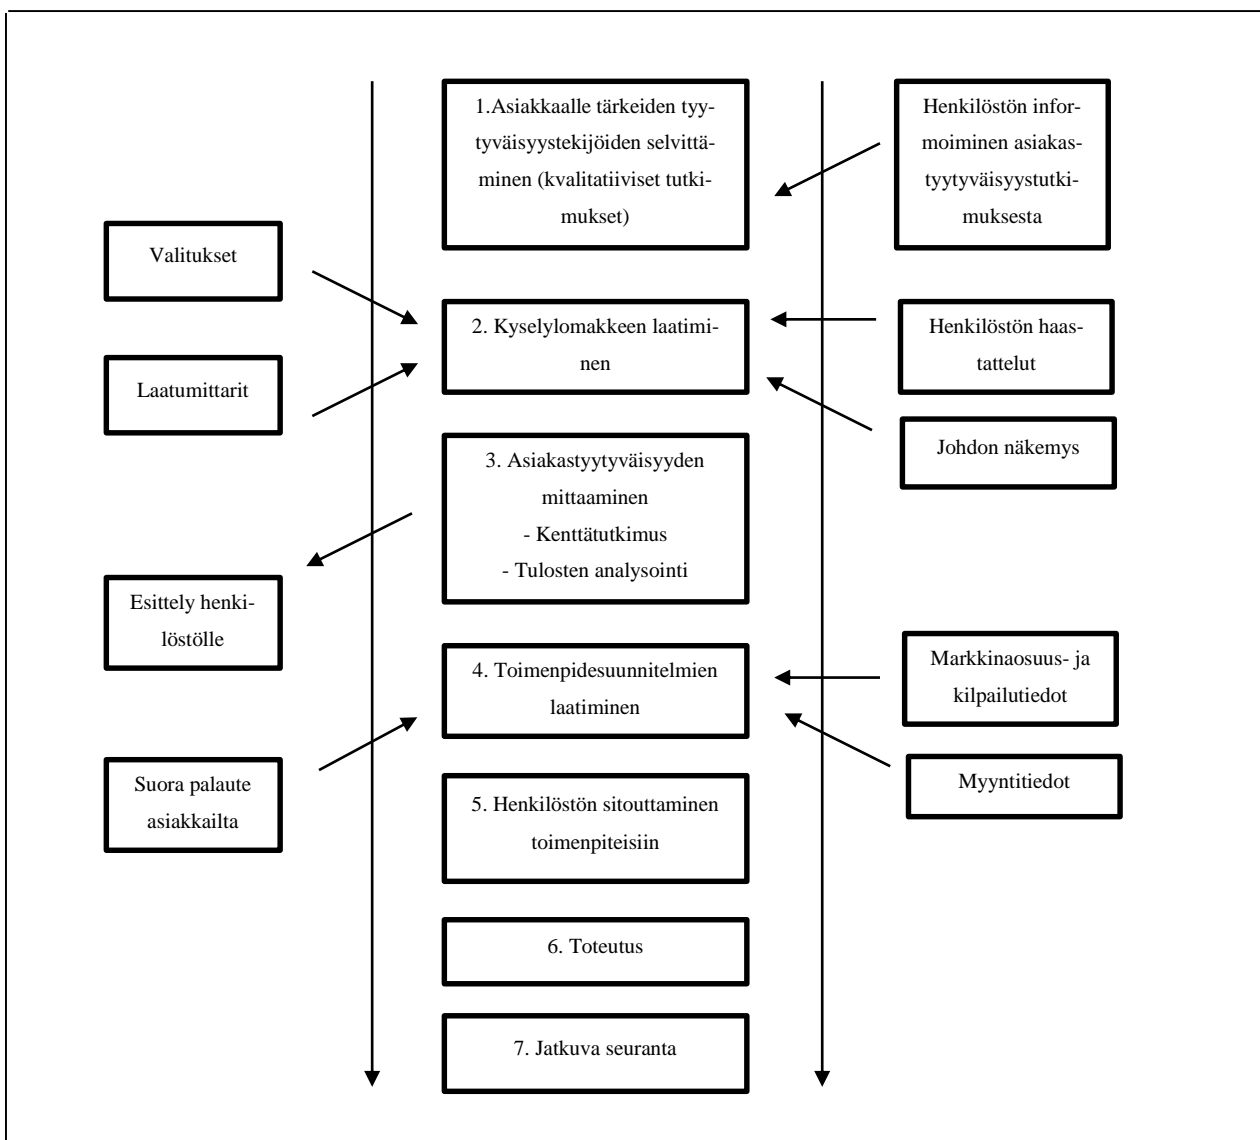 1.Asiakkaalle tärkeiden tyy-
tyväisyystekijöiden selvittä-
minen (kvalitatiiviset tutki-
mukset)
Henkilöstön infor-
moiminen asiakas-
tyytyväisyystutki-
muksesta
Valitukset
2. Kyselylomakkeen laatimi-
nen
Henkilöstön haas-
tattelut
Laatumittarit
Johdon näkemys
3. Asiakastyytyväisyyden
mittaaminen
- Kenttätutkimus
- Tulosten analysointi
Esittely henki-
löstölle
4. Toimenpidesuunnitelmien
laatiminen
Markkinaosuus- ja
kilpailutiedot
Suora palaute
asiakkailta
Myyntitiedot
5. Henkilöstön sitouttaminen
toimenpiteisiin
6. Toteutus
7. Jatkuva seuranta